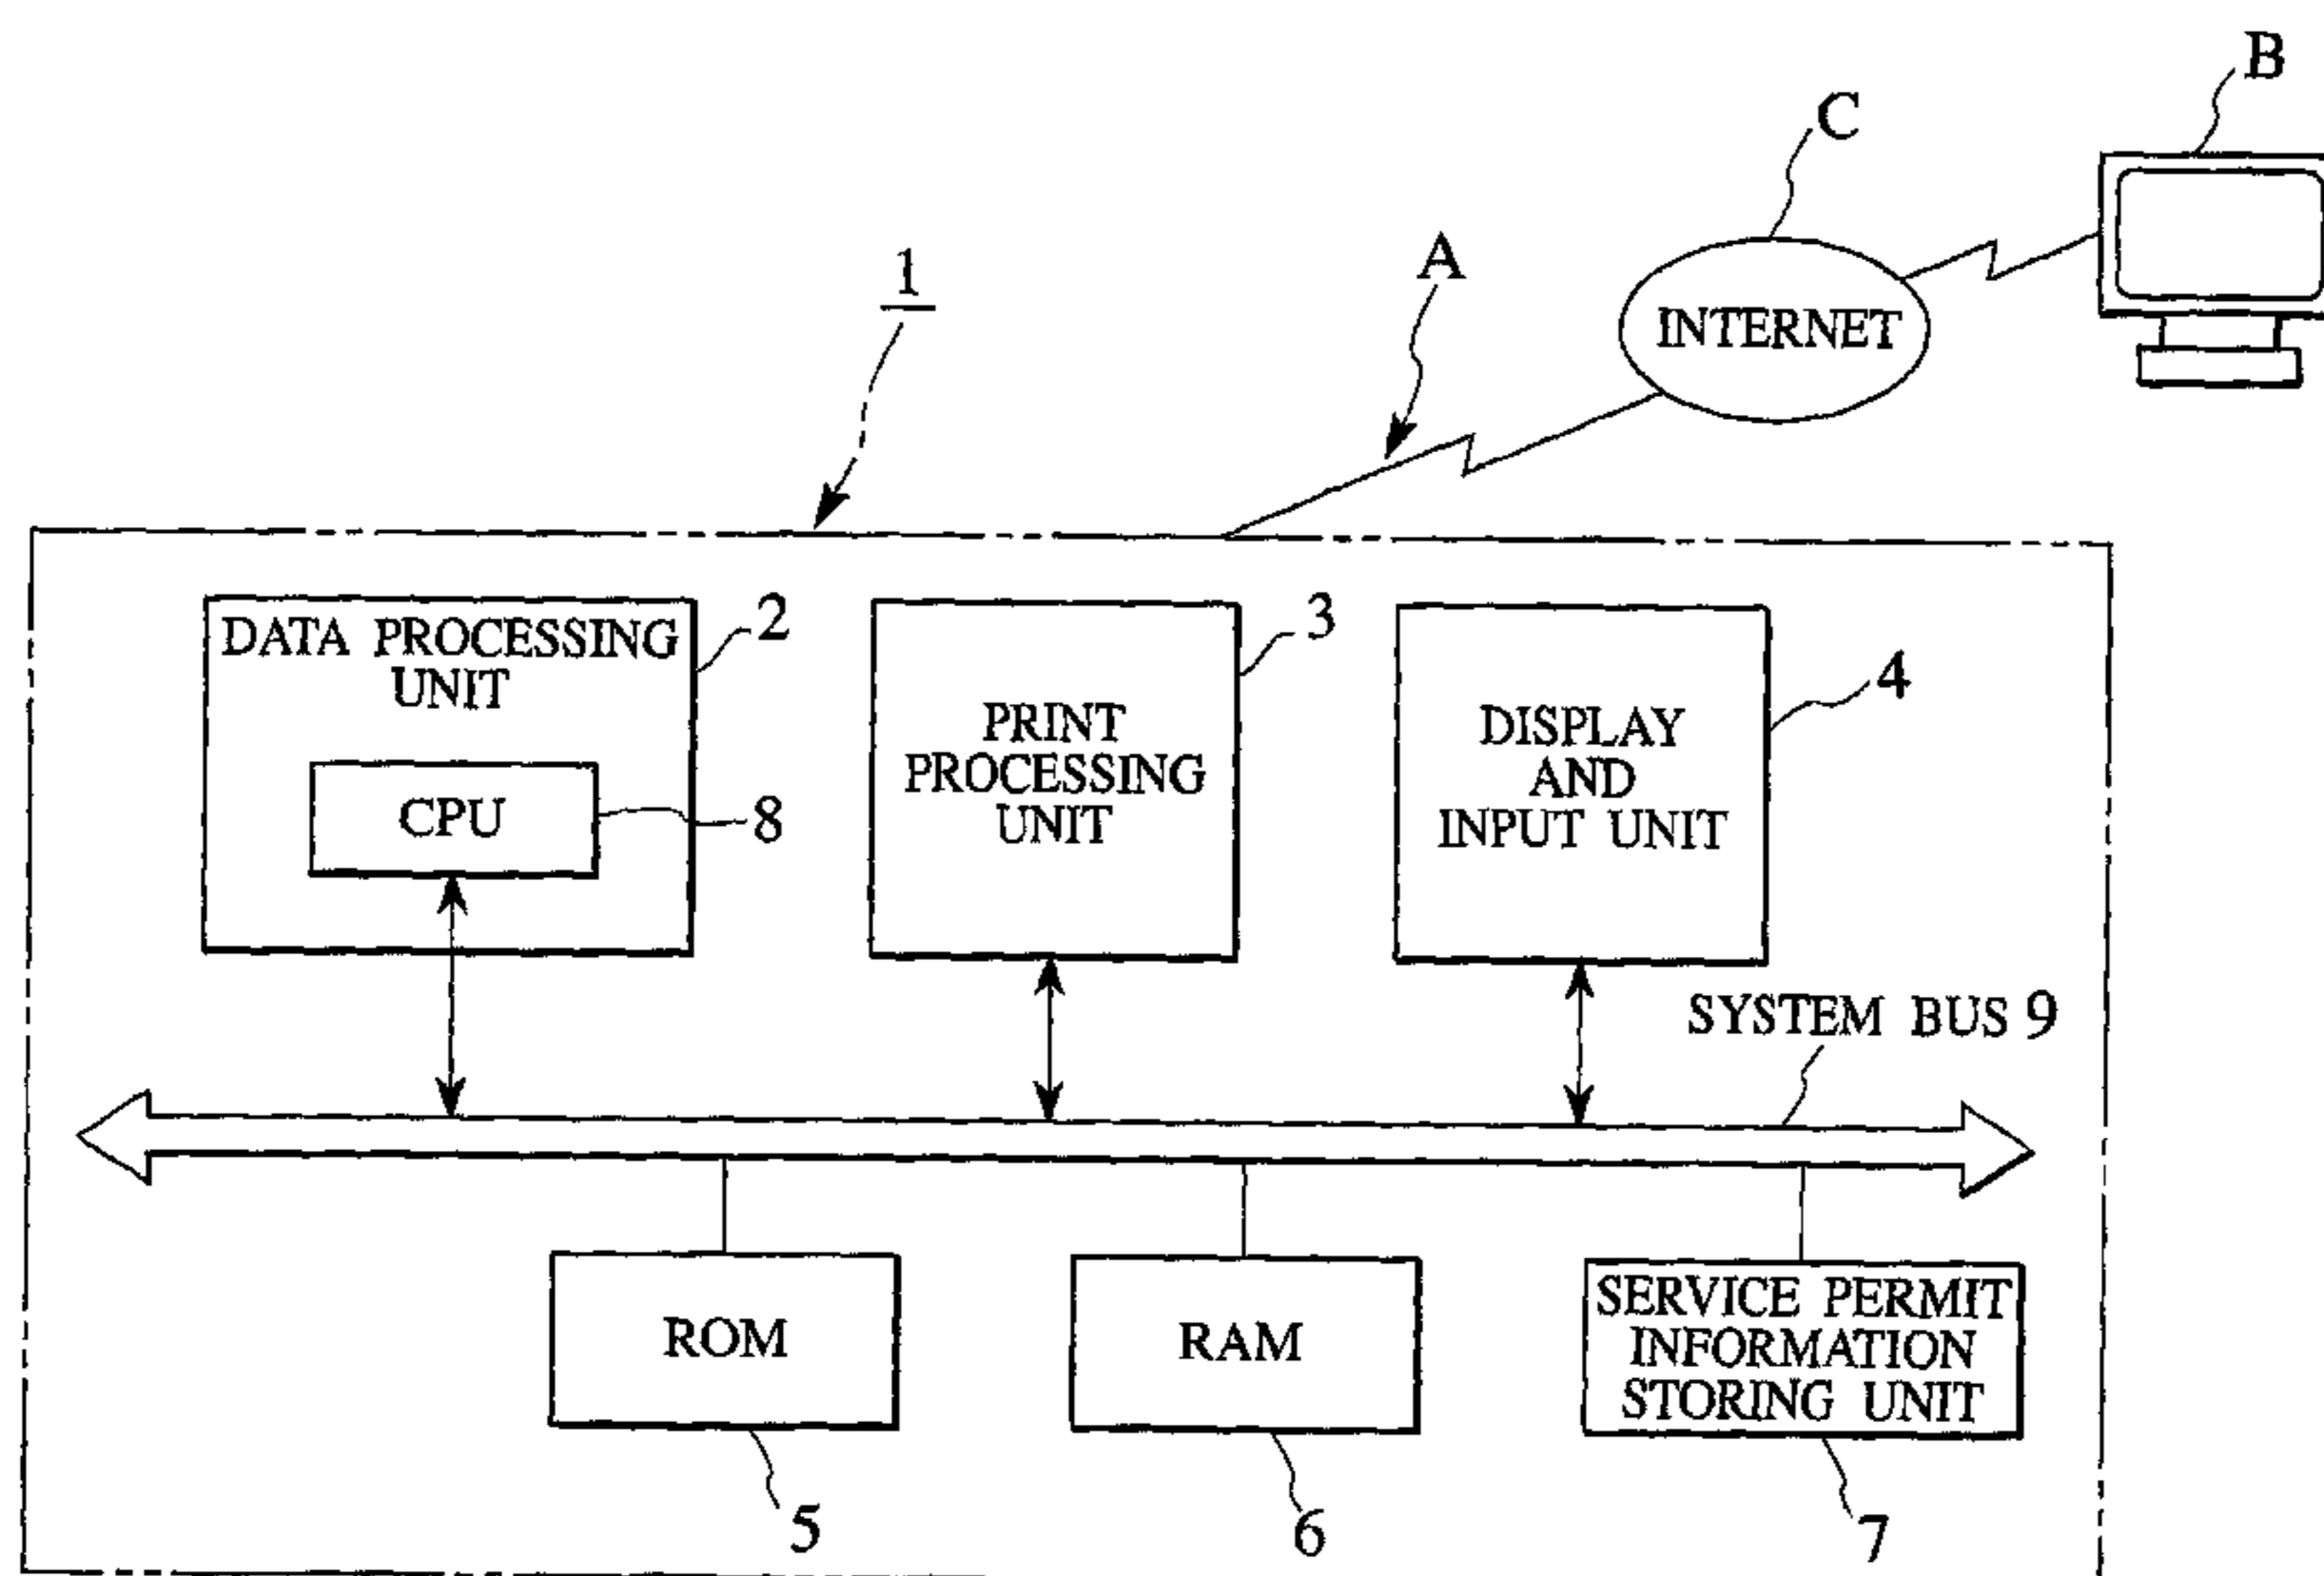 B
C
A
1
INTERNET
DATA PROCESSING
UNIT
2
CPU
8
PRINT
PROCESSING
UNIT
3
DISPLAY
AND
INPUT UNIT
4
SYSTEM BUS 9
ROM
5
RAM
6
SERVICE PERMIT
INFORMATION
STORING UNIT
7